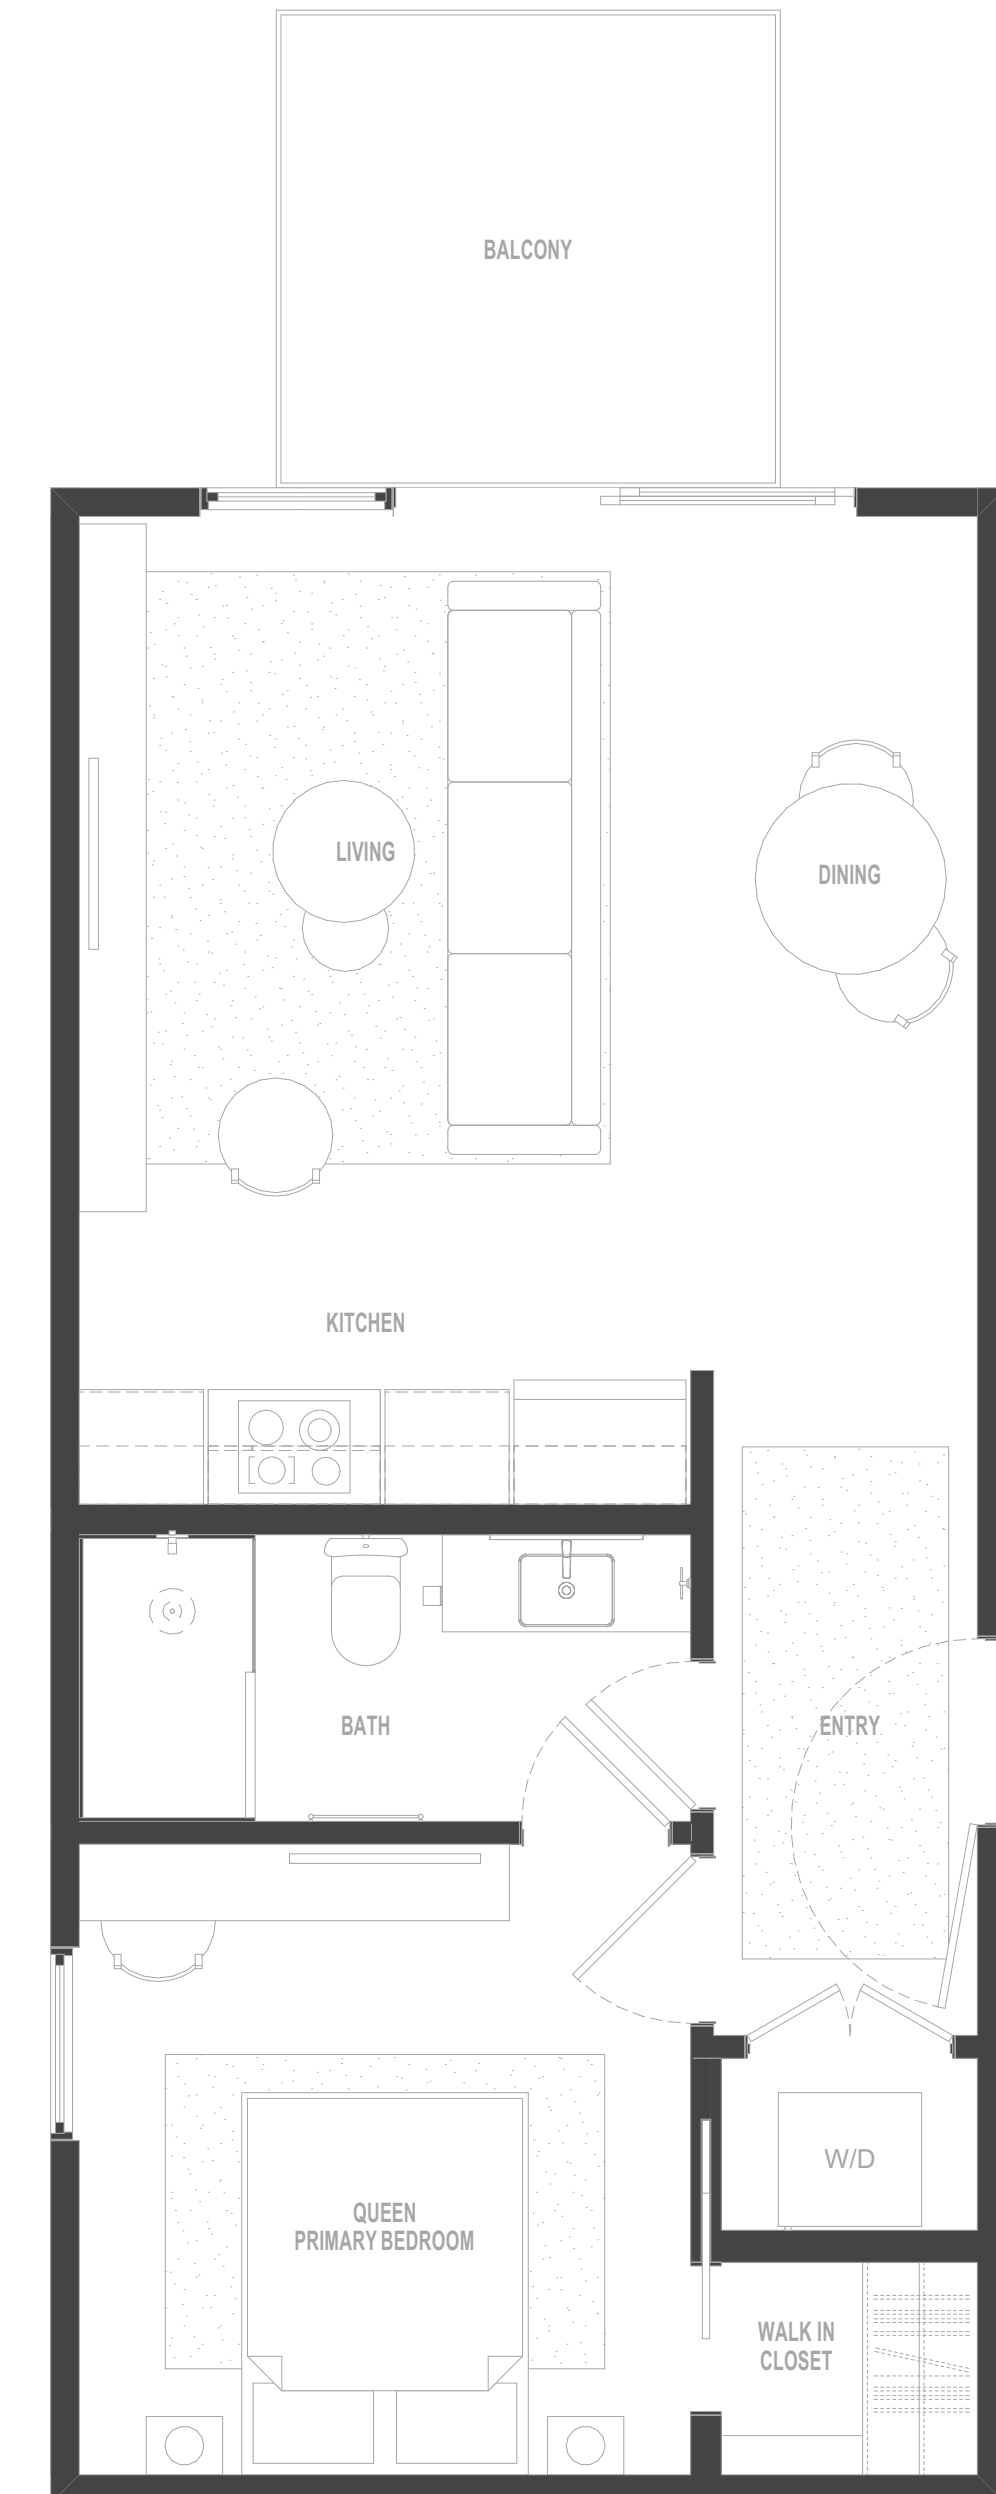 BALCONY
LIVING
DINING
KITCHEN
BATH
ENTRY
W/D
QUEEN
PRIMARY BEDROOM
WALK IN
CLOSET